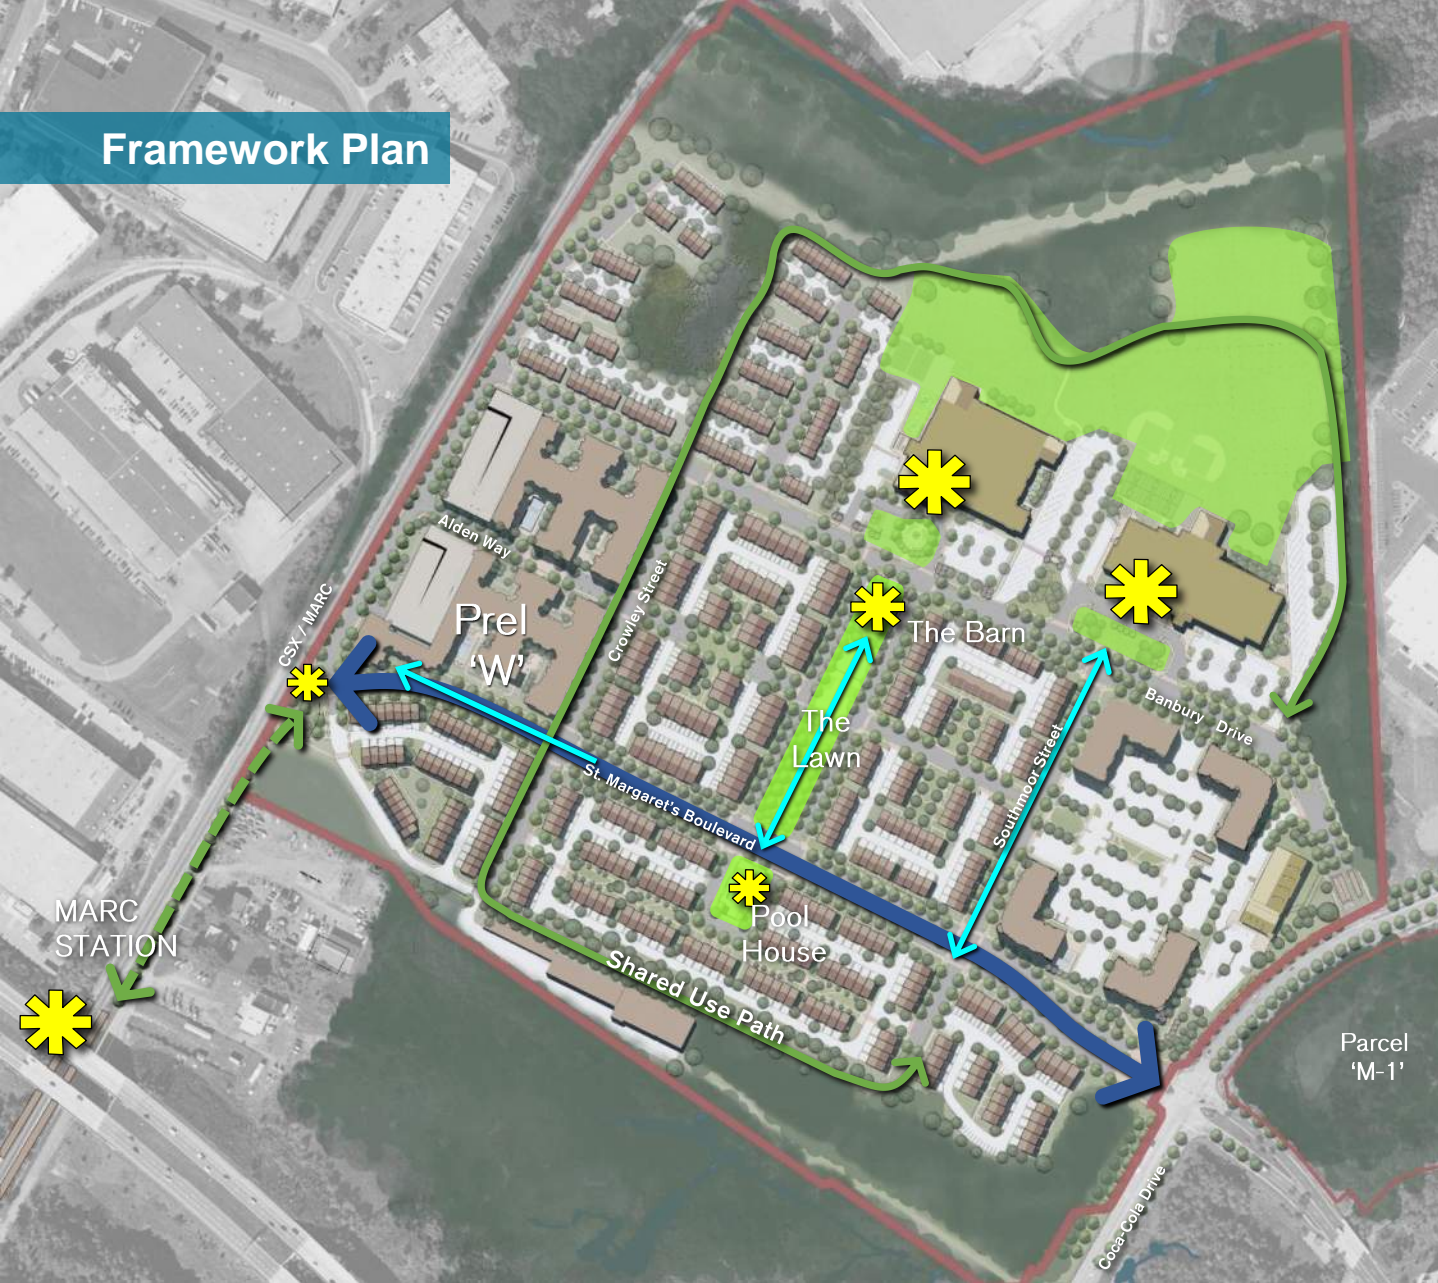 Framework Plan
Alden Way
CSX / MARC
Prel
'W'
Crowley Street
The Barn
The
Lawn
Banbury Drive
Southmoor Street
St. Margaret's Boulevard
MARC
STATION
Pool
House
Shared Use Path
Parcel
'M-1'
Coca-Cola Drive